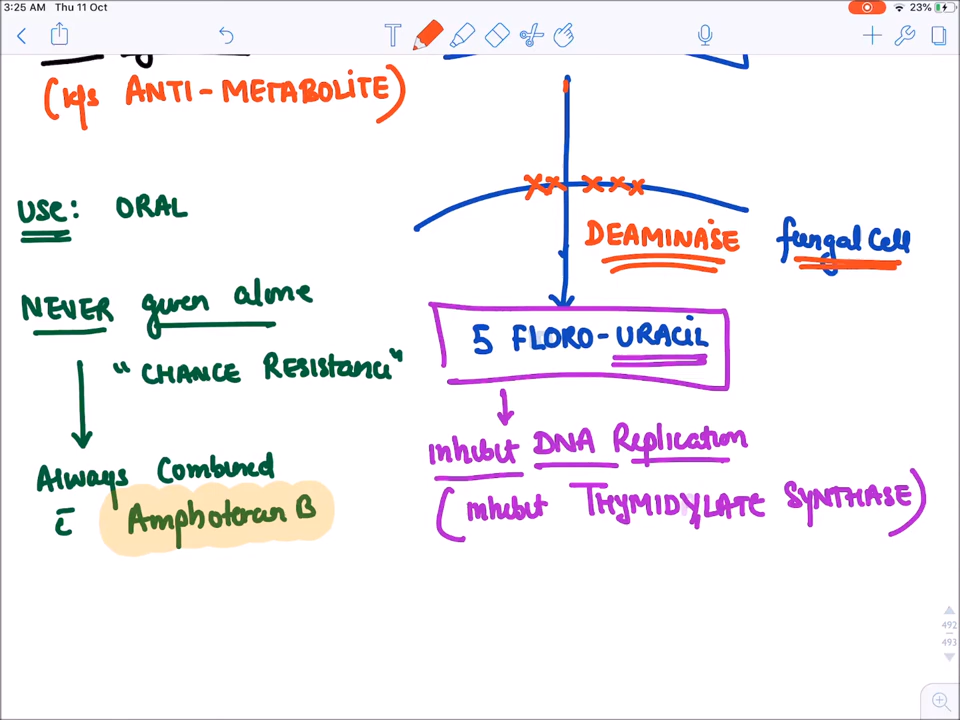 3:25 AM Thu 11 Oct
23%
T
(k/s ANTI-METABOLITE)
USE: ORAL
DEAMINASE
fungal Cell
NEVER given alone
5 FLORO-URACIL
"CHANCE Resistance"
Inhibit DNA Replication
Always Combined
(Inhibit THYMIDYLATE SYNTHASE)
c̄ Amphoterecin B
492
493